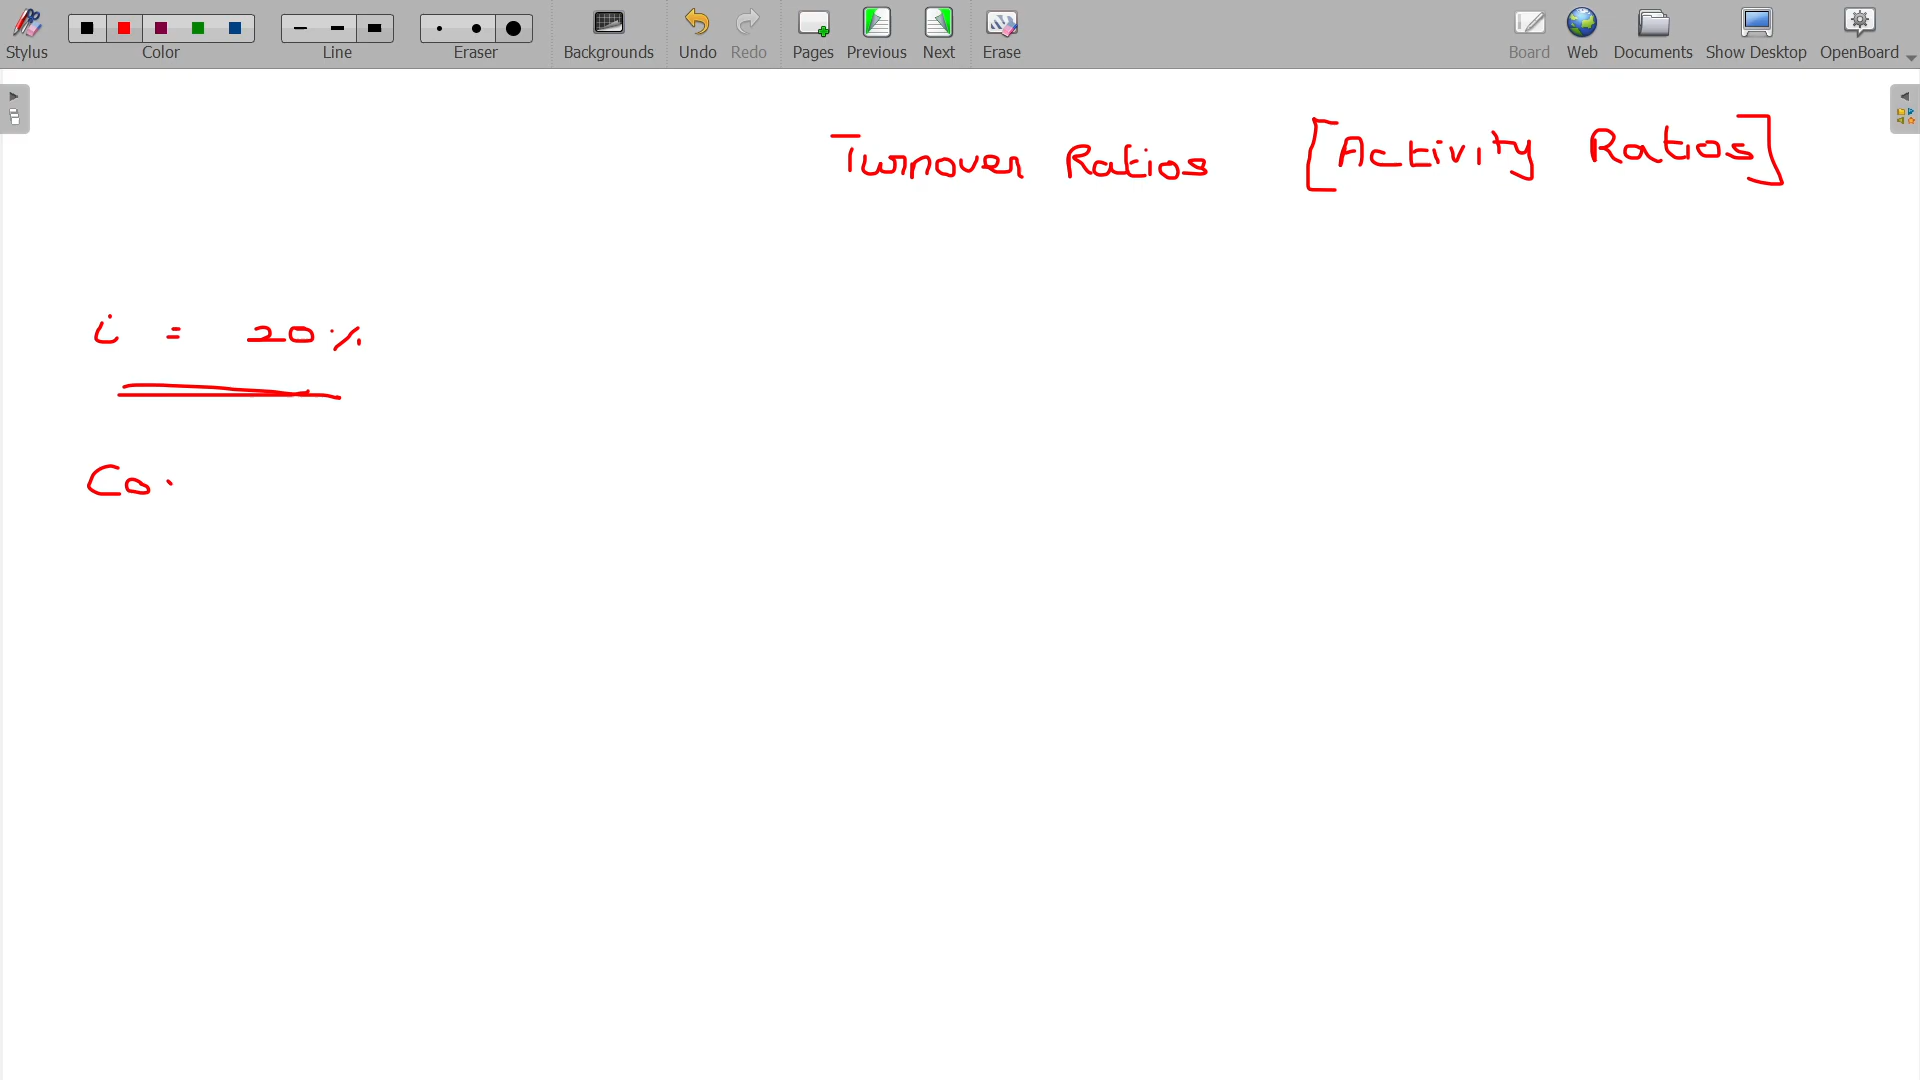 Stylus Color Line Eraser Backgrounds Undo Redo Pages Previous Next Erase Board Web Documents Show Desktop OpenBoard
Turnover Ratios [Activity Ratios]
i = 20%
Co.